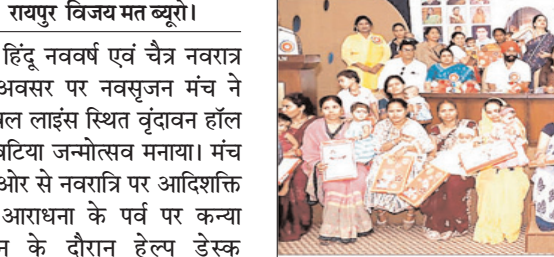 रायपुर विजय मत ब्यूरो।
हिंदू नववर्ष एवं चैत्र नवरात्र
अवसर पर नवसृजन मंच ने
लाइंस स्थित वृंदावन हॉल
बटिया जन्मोत्सव मनाया। मंच
ओर से नवरात्रि पर आदिशक्ति
आराधना के पर्व पर कन्या
के दौरान हेल्प डेस्क